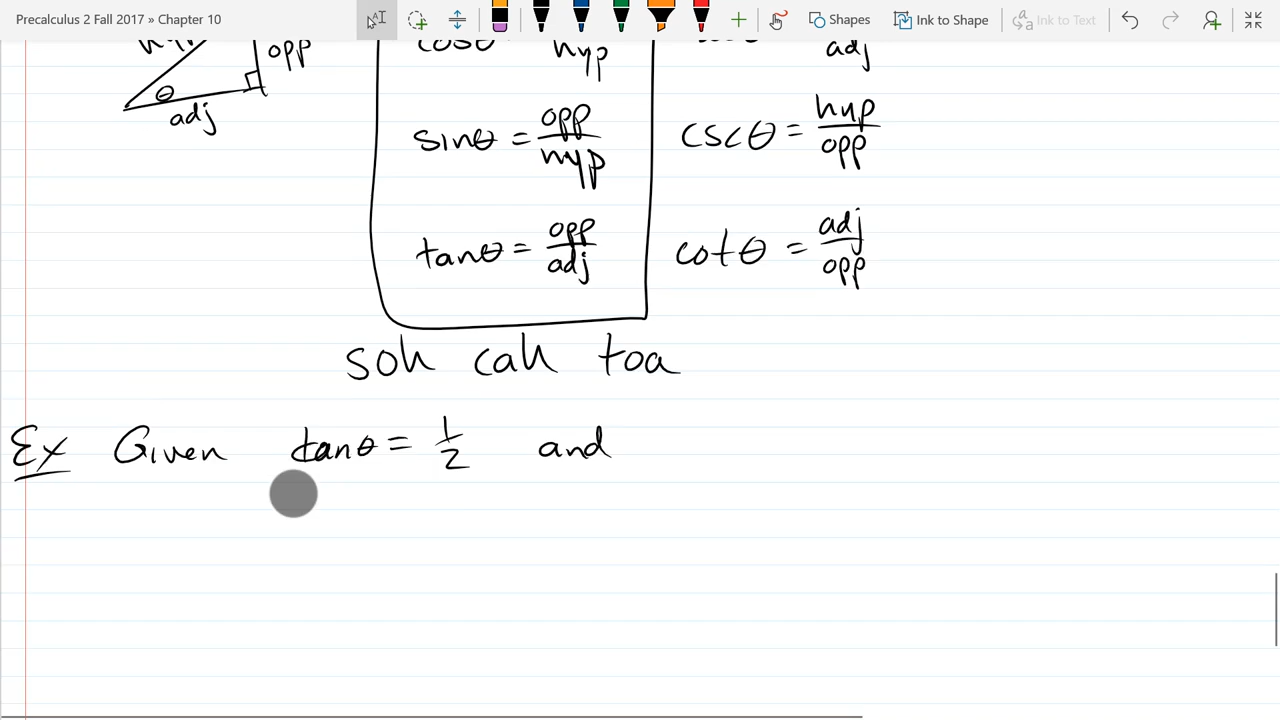 Precalculus 2 Fall 2017 » Chapter 10
Shapes
Ink to Shape
Ink to Text
hyp
opp
θ
adj
cosθ
hyp
adj
sinθ = opp/hyp
cscθ = hyp/opp
tanθ = opp/adj
cotθ = adj/opp
soh cah toa
Ex Given tanθ = 1/2 and